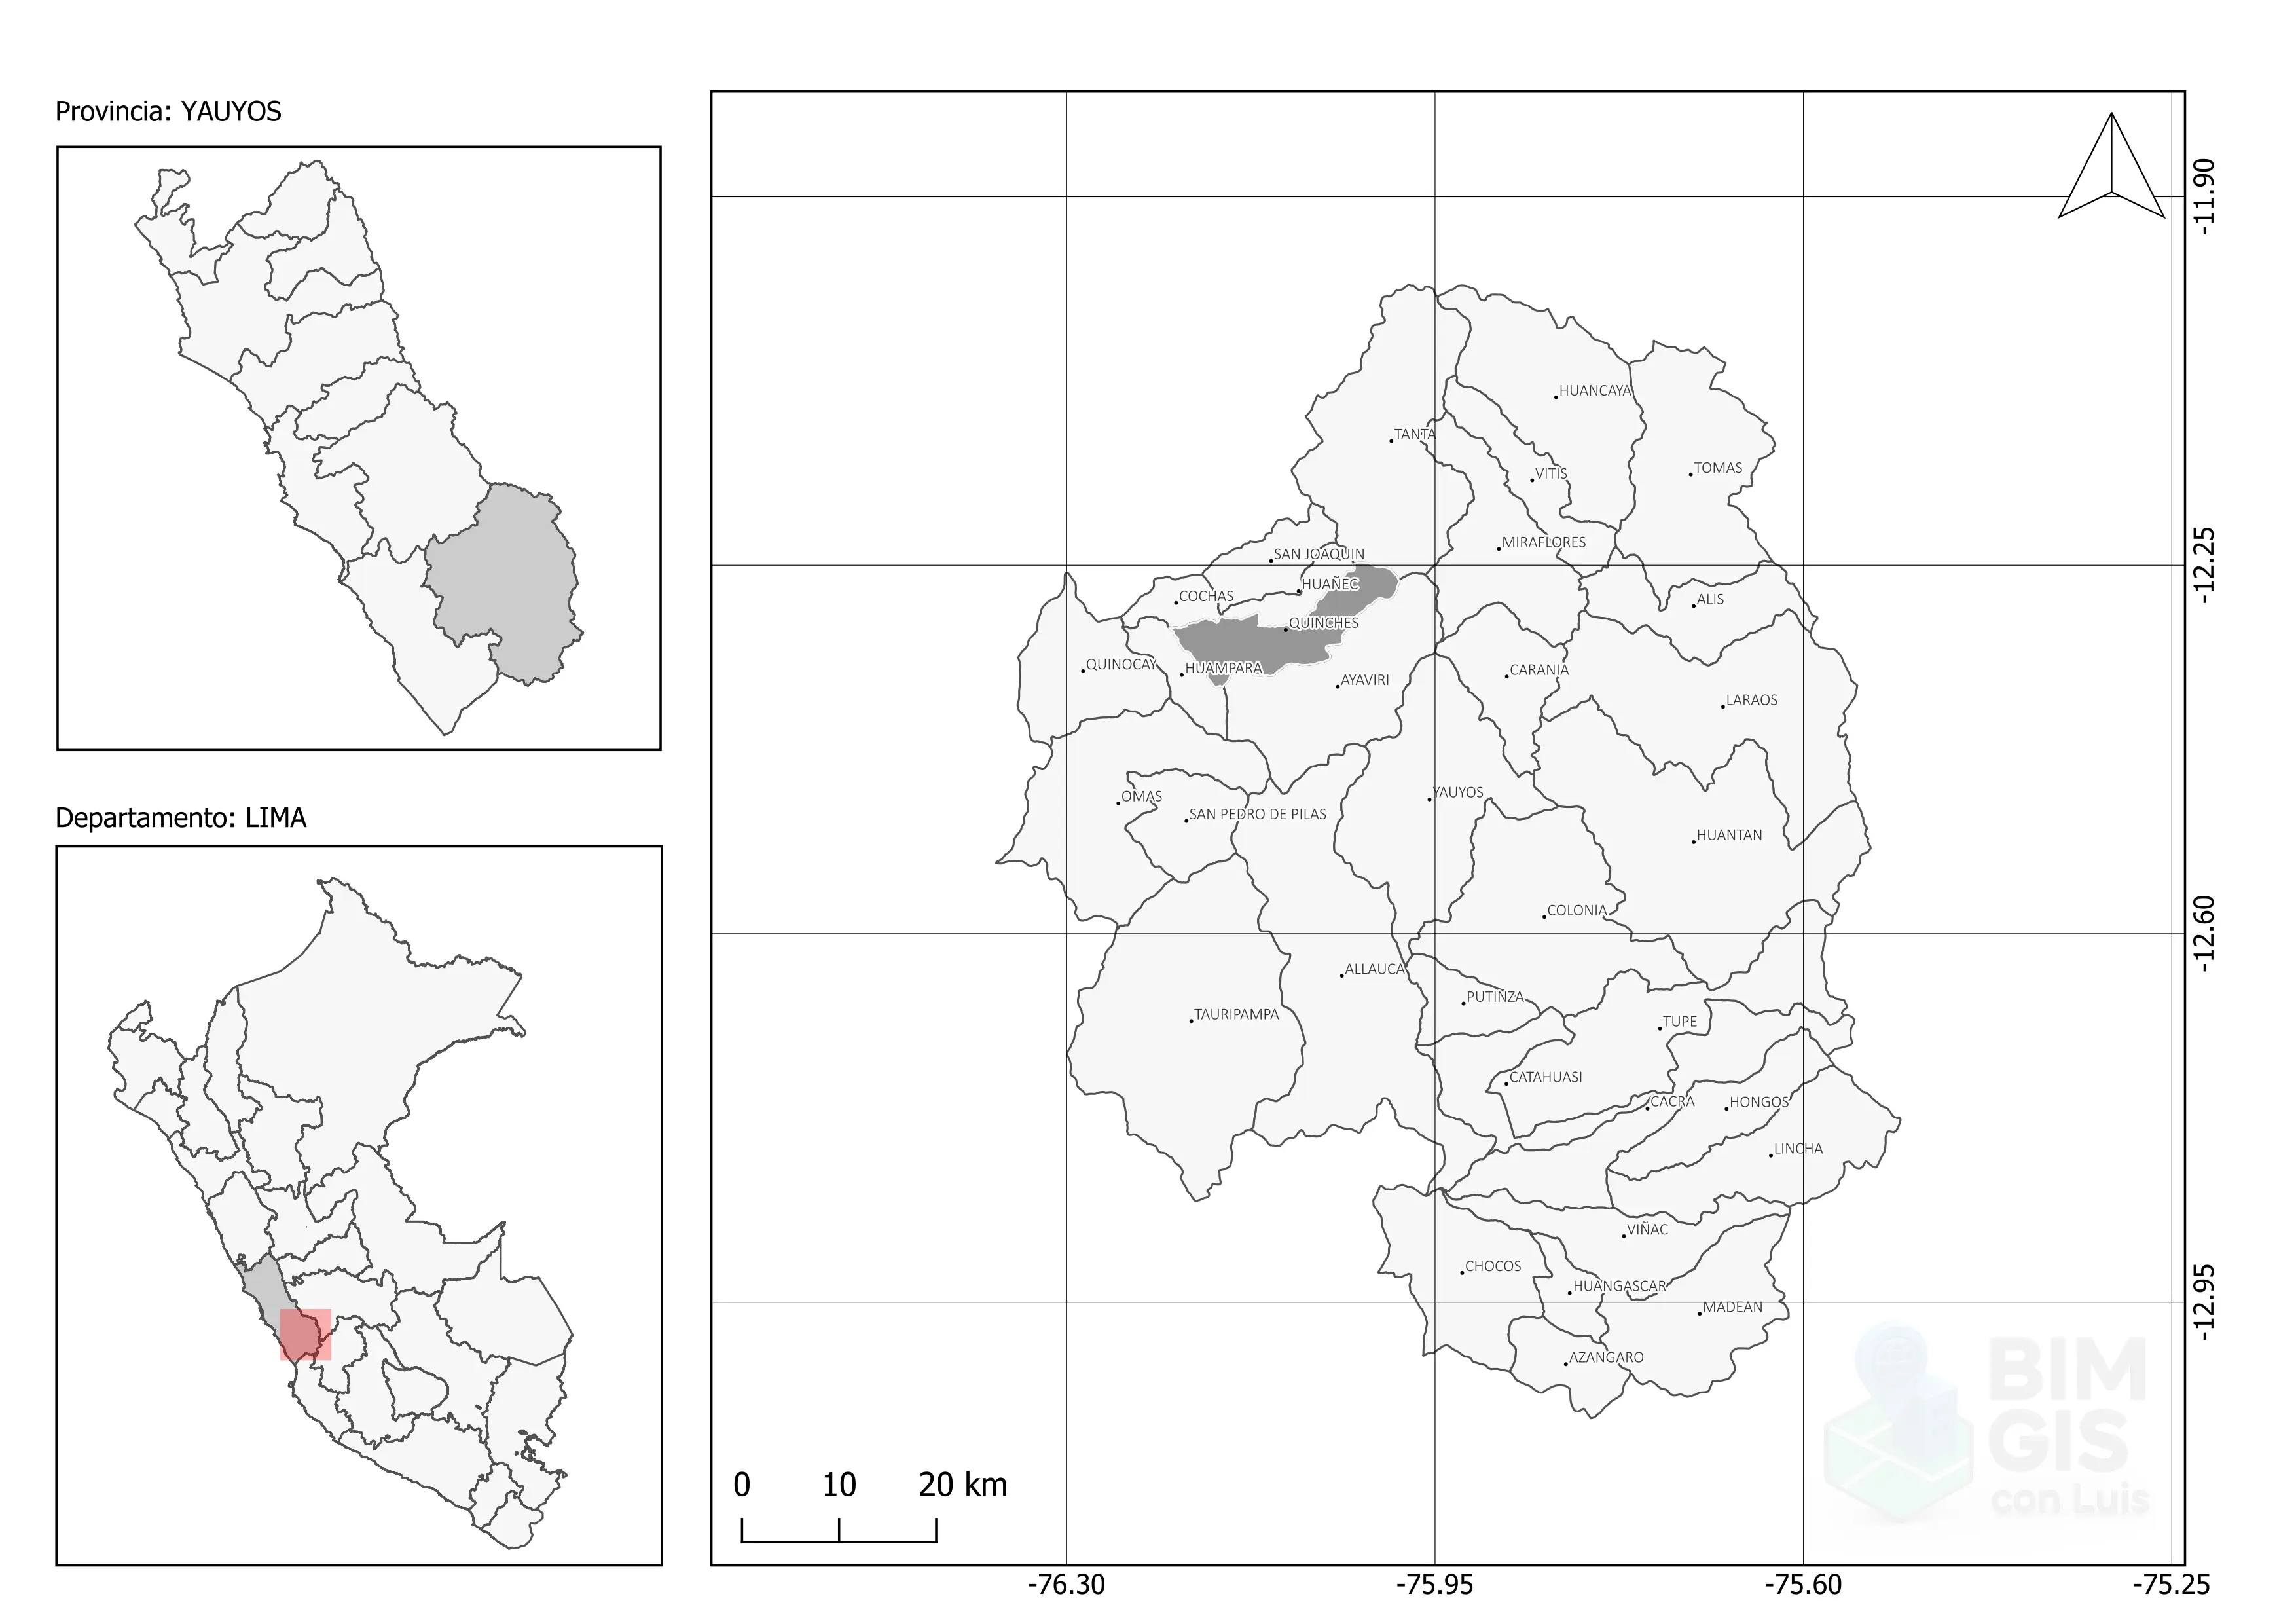 Provincia: YAUYOS
Departamento: LIMA
HUANCAYA
TANTA
TOMAS
VITIS
MIRAFLORES
SAN JOAQUIN
HUAÑEC
COCHAS
ALIS
QUINCHES
QUINOCAY
HUAMPARA
CARANIA
AYAVIRI
LARAOS
YAUYOS
OMAS
SAN PEDRO DE PILAS
HUANTAN
COLONIA
ALLAUCA
PUTINZA
TAURIPAMPA
TUPE
CATAHUASI
CACRA
HONGOS
LINCHA
VIÑAC
CHOCOS
HUANGASCAR
MADEAN
AZANGARO
-11.90
-12.25
-12.60
-12.95
BIM
GIS
con Luis
0 10 20 km
-76.30 -75.95 -75.60 -75.25